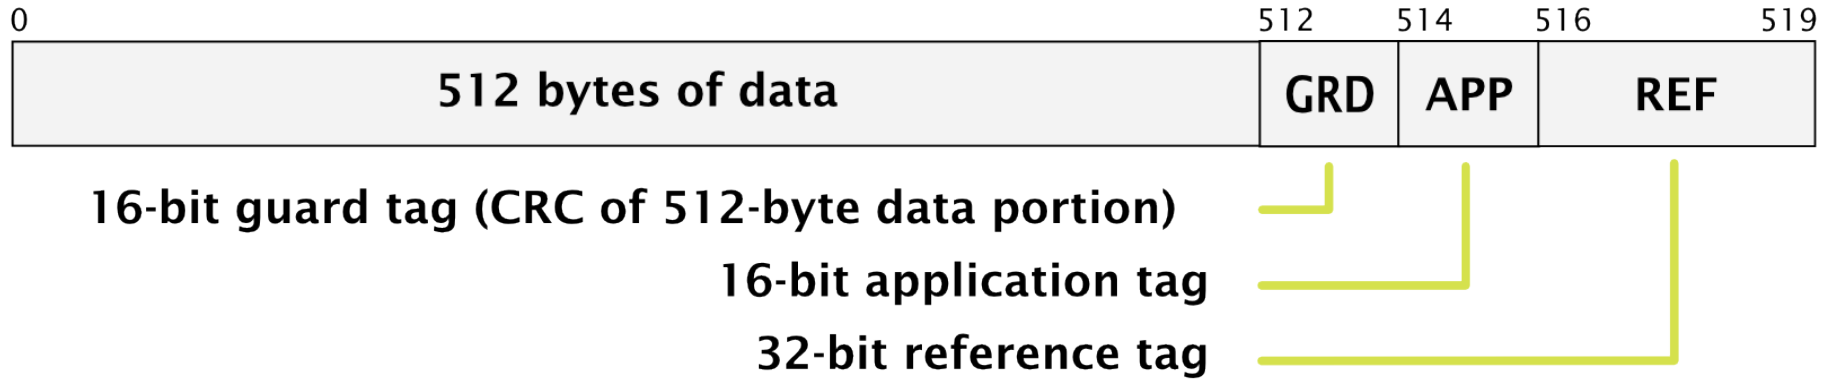 0 512 514 516 519
512 bytes of data GRD APP REF
16-bit guard tag (CRC of 512-byte data portion)
16-bit application tag
32-bit reference tag